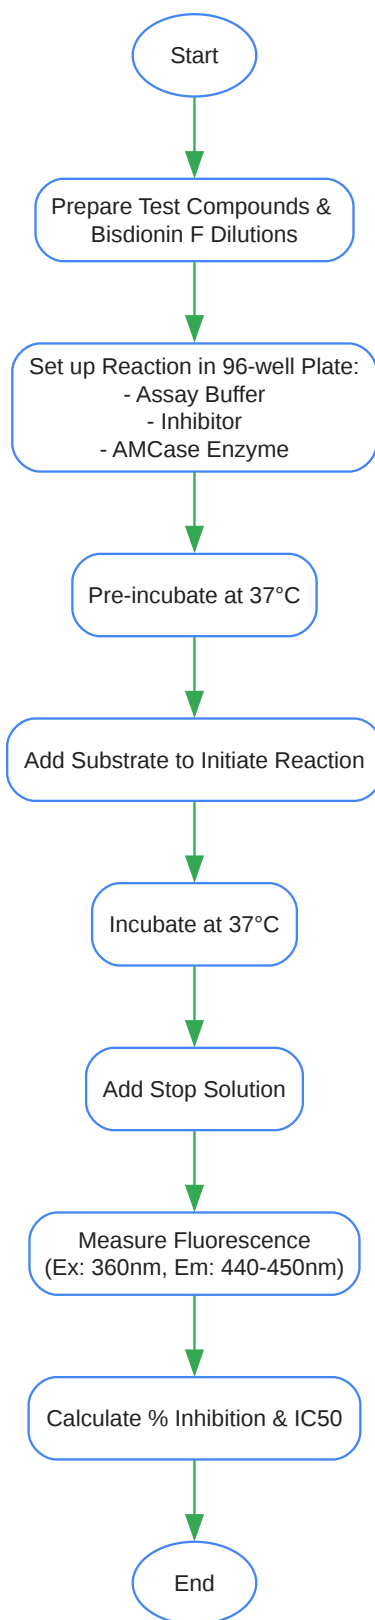 Start
Prepare Test Compounds &
Bisdionin F Dilutions
Set up Reaction in 96-well Plate:
- Assay Buffer
- Inhibitor
- AMCase Enzyme
Pre-incubate at 37°C
Add Substrate to Initiate Reaction
Incubate at 37°C
Add Stop Solution
Measure Fluorescence
(Ex: 360nm, Em: 440-450nm)
Calculate % Inhibition & IC50
End